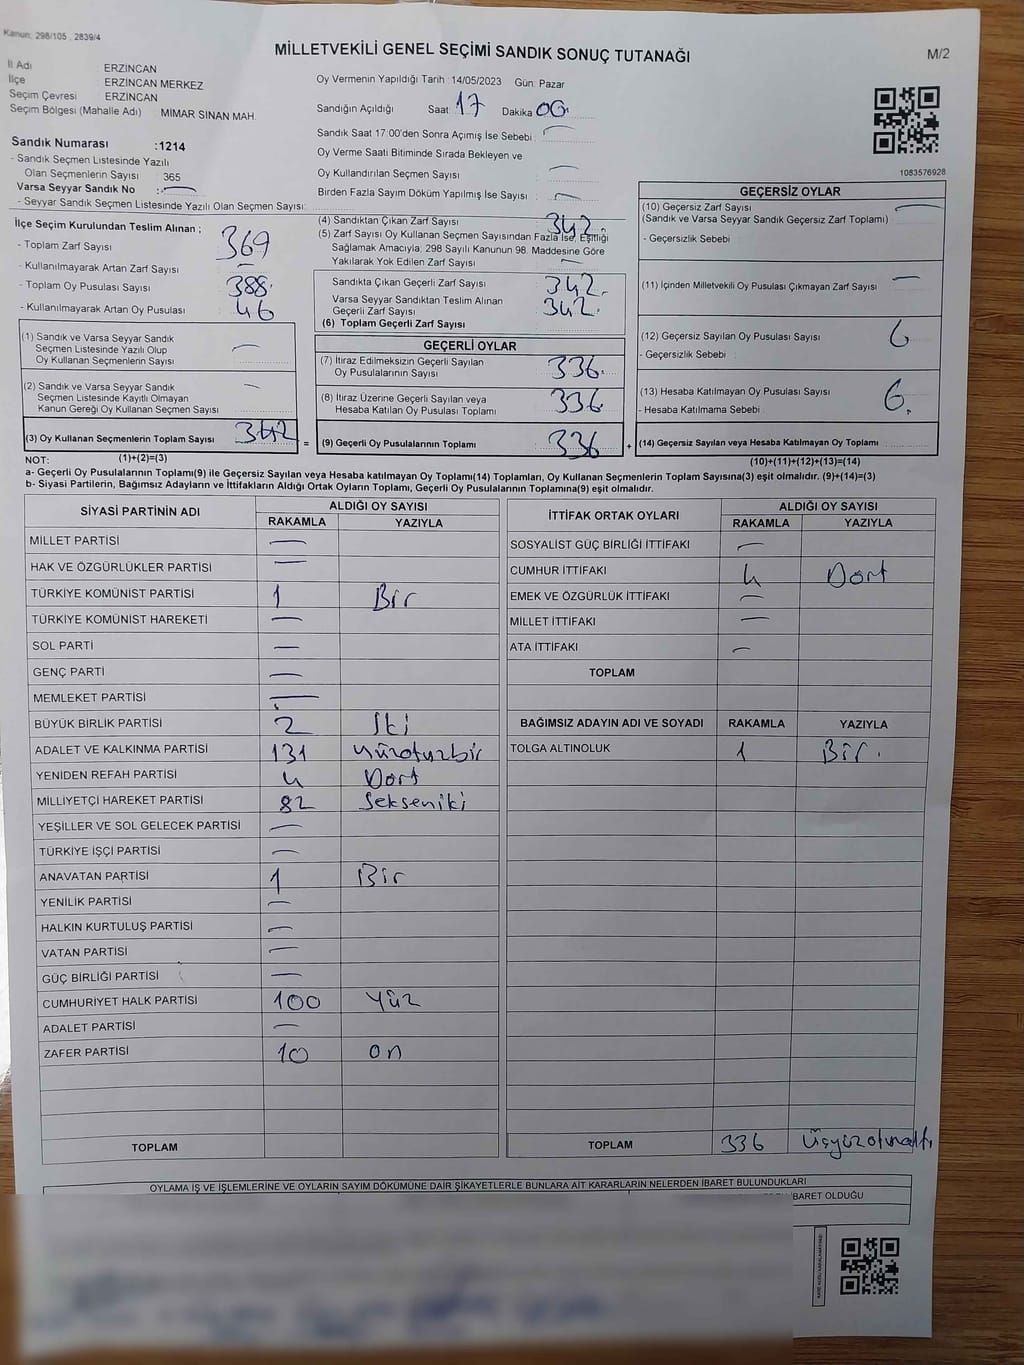 Kanun: 298/105 . 2839/4
MİLLETVEKİLİ GENEL SEÇİMİ SANDIK SONUÇ TUTANAĞI
M/2
İl Adı ERZİNCAN
İlçe ERZİNCAN MERKEZ
Seçim Çevresi ERZİNCAN
Seçim Bölgesi (Mahalle Adı) MİMAR SİNAN MAH.
Sandık Numarası :1214
- Sandık Seçmen Listesinde Yazılı
Olan Seçmenlerin Sayısı : 365
Varsa Seyyar Sandık No : —
- Seyyar Sandık Seçmen Listesinde Yazılı Olan Seçmen Sayısı:
Oy Vermenin Yapıldığı Tarih :14/05/2023 Gün: Pazar
Sandığın Açıldığı Saat: 17 Dakika 00.
Sandık Saat 17:00'den Sonra Açımış İse Sebebi : —
Oy Verme Saati Bitiminde Sırada Bekleyen ve
Oy Kullandırılan Seçmen Sayısı : —
Birden Fazla Sayım Döküm Yapılmış İse Sayısı : —
1083576928
İlçe Seçim Kurulundan Teslim Alınan ;
- Toplam Zarf Sayısı : 369
- Kullanılmayarak Artan Zarf Sayısı : —
- Toplam Oy Pusulası Sayısı : 388.
- Kullanılmayarak Artan Oy Pusulası : 46
(1) Sandık ve Varsa Seyyar Sandık
Seçmen Listesinde Yazılı Olup
Oy Kullanan Seçmenlerin Sayısı : —
(2) Sandık ve Varsa Seyyar Sandık
Seçmen Listesinde Kayıtlı Olmayan
Kanun Gereği Oy Kullanan Seçmen Sayısı : —
(3) Oy Kullanan Seçmenlerin Toplam Sayısı : 342 =
(4) Sandıktan Çıkan Zarf Sayısı : 342.
(5) Zarf Sayısı Oy Kullanan Seçmen Sayısından Fazla İse, Eşitliği
Sağlamak Amacıyla; 298 Sayılı Kanunun 98. Maddesine Göre
Yakılarak Yok Edilen Zarf Sayısı : —
Sandıkta Çıkan Geçerli Zarf Sayısı : 342.
Varsa Seyyar Sandıktan Teslim Alınan
Geçerli Zarf Sayısı : 342.
(6) Toplam Geçerli Zarf Sayısı :
GEÇERLİ OYLAR
(7) İtiraz Edilmeksizin Geçerli Sayılan
Oy Pusulalarının Sayısı : 336.
(8) İtiraz Üzerine Geçerli Sayılan veya
Hesaba Katılan Oy Pusulası Toplamı : 336.
(9) Geçerli Oy Pusulalarının Toplamı : 336 +
GEÇERSİZ OYLAR
(10) Geçersiz Zarf Sayısı : —
(Sandık ve Varsa Seyyar Sandık Geçersiz Zarf Toplamı)
- Geçersizlik Sebebi :
(11) İçinden Milletvekili Oy Pusulası Çıkmayan Zarf Sayısı : —
(12) Geçersiz Sayılan Oy Pusulası Sayısı : 6
- Geçersizlik Sebebi :
(13) Hesaba Katılmayan Oy Pusulası Sayısı : 6.
- Hesaba Katılmama Sebebi :
(14) Geçersiz Sayılan veya Hesaba Katılmayan Oy Pusulası Toplamı :
NOT: (1)+(2)=(3)
(10)+(11)+(12)+(13)=(14)
a- Geçerli Oy Pusulalarının Toplamı(9) ile Geçersiz Sayılan veya Hesaba katılmayan Oy Toplamı(14) Toplamları, Oy Kullanan Seçmenlerin Toplam Sayısına(3) eşit olmalıdır. (9)+(14)=(3)
b- Siyasi Partilerin, Bağımsız Adayların ve İttifakların Aldığı Ortak Oyların Toplamı, Geçerli Oy Pusulalarının Toplamına(9) eşit olmalıdır.
SİYASİ PARTİNİN ADI ALDIĞI OY SAYISI
RAKAMLA YAZIYLA
MİLLET PARTİSİ —
HAK VE ÖZGÜRLÜKLER PARTİSİ —
TÜRKİYE KOMÜNİST PARTİSİ 1 Bir
TÜRKİYE KOMÜNİST HAREKETİ —
SOL PARTİ —
GENÇ PARTİ —
MEMLEKET PARTİSİ —
BÜYÜK BİRLİK PARTİSİ 2 İki
ADALET VE KALKINMA PARTİSİ 131 yüzotuzbir
YENİDEN REFAH PARTİSİ 4 Dört
MİLLİYETÇİ HAREKET PARTİSİ 82 Sekseniki
YEŞİLLER VE SOL GELECEK PARTİSİ —
TÜRKİYE İŞÇİ PARTİSİ —
ANAVATAN PARTİSİ 1 Bir
YENİLİK PARTİSİ —
HALKIN KURTULUŞ PARTİSİ —
VATAN PARTİSİ —
GÜÇ BİRLİĞİ PARTİSİ —
CUMHURİYET HALK PARTİSİ 100 Yüz
ADALET PARTİSİ —
ZAFER PARTİSİ 10 on
TOPLAM
İTTİFAK ORTAK OYLARI ALDIĞI OY SAYISI
RAKAMLA YAZIYLA
SOSYALİST GÜÇ BİRLİĞİ İTTİFAKI —
CUMHUR İTTİFAKI 4 Dört
EMEK VE ÖZGÜRLÜK İTTİFAKI —
MİLLET İTTİFAKI —
ATA İTTİFAKI —
TOPLAM
BAĞIMSIZ ADAYIN ADI VE SOYADI RAKAMLA YAZIYLA
TOLGA ALTINOLUK 1 Bir.
TOPLAM 336 Üçyüzotuzaltı
OYLAMA İŞ VE İŞLEMLERİNE VE OYLARIN SAYIM DÖKÜMÜNE DAİR ŞİKAYETLERLE BUNLARA AİT KARARLARIN NELERDEN İBARET BULUNDUKLARI
İBARET OLDUĞU